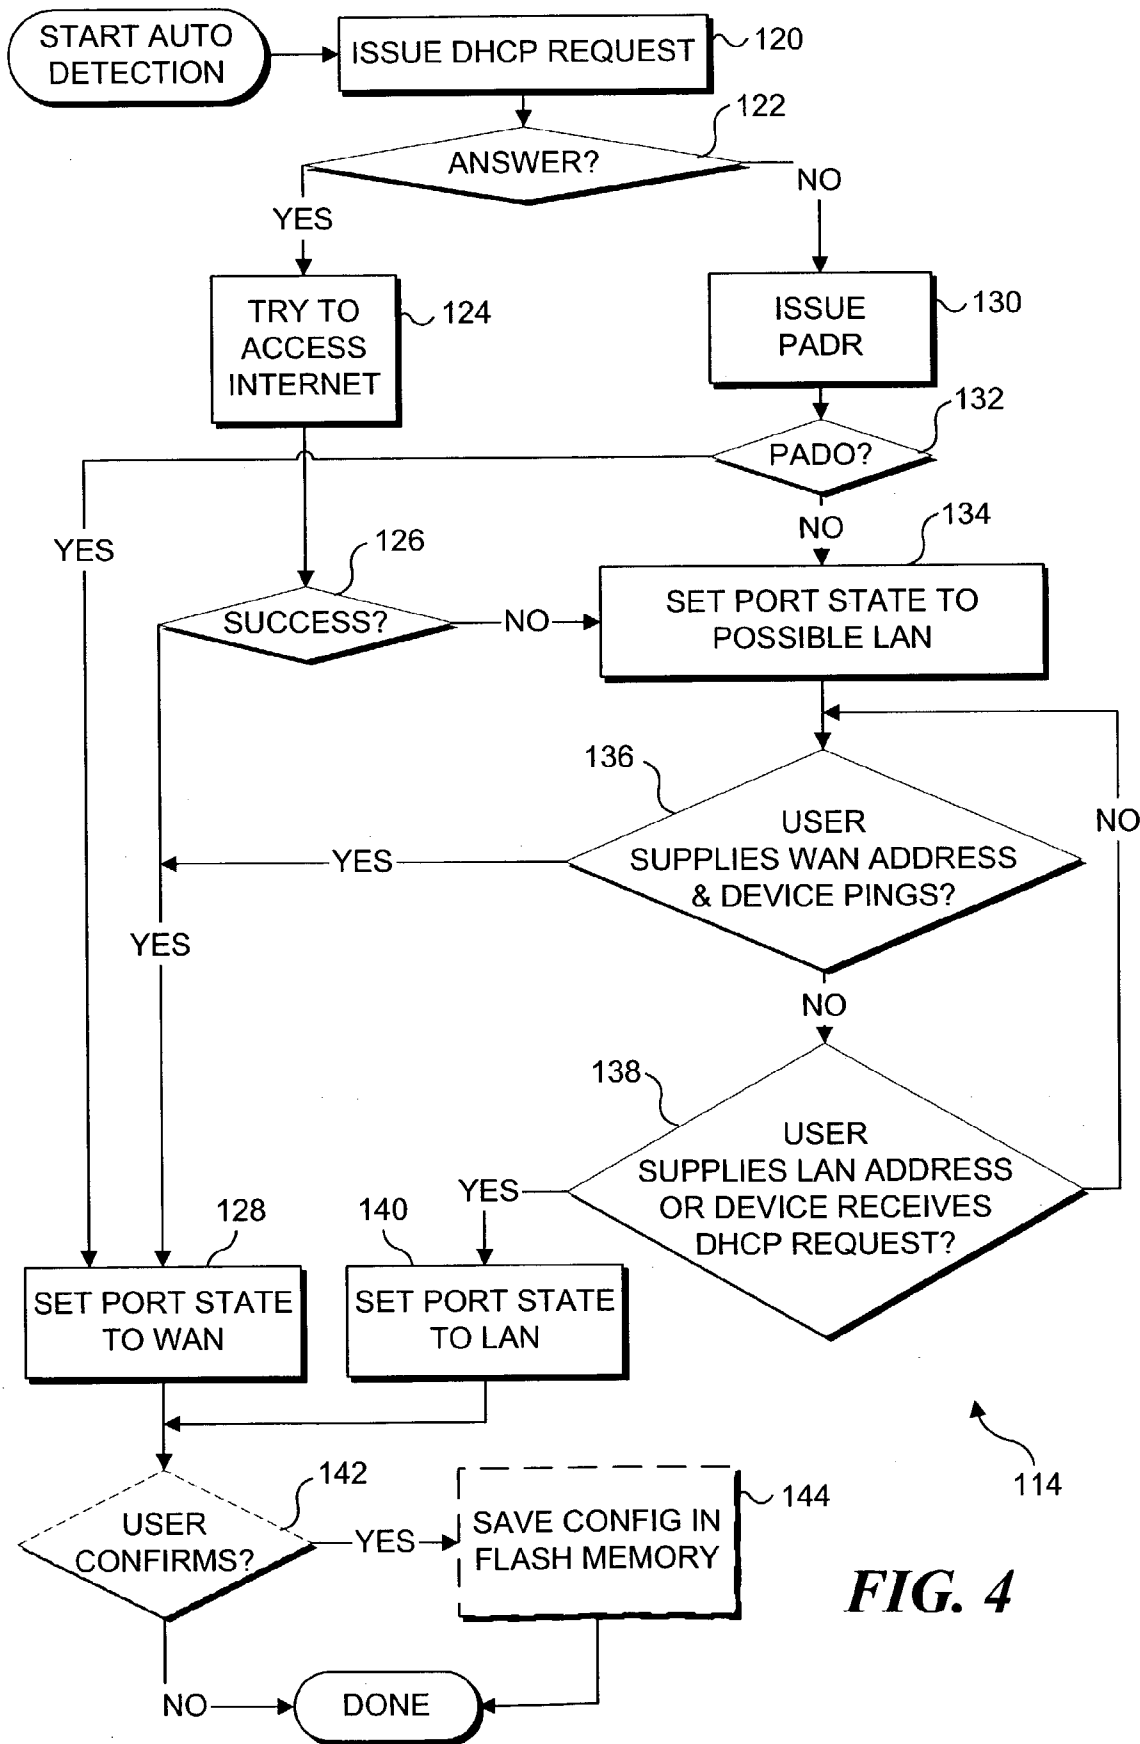 START AUTO
DETECTION
ISSUE DHCP REQUEST
120
122
ANSWER?
NO
YES
TRY TO
ACCESS
INTERNET
124
ISSUE
PADR
130
132
PADO?
YES
NO
134
126
SUCCESS?
NO
SET PORT STATE TO
POSSIBLE LAN
136
USER
SUPPLIES WAN ADDRESS
& DEVICE PINGS?
NO
YES
YES
NO
138
USER
SUPPLIES LAN ADDRESS
OR DEVICE RECEIVES
DHCP REQUEST?
YES
128
140
SET PORT STATE
TO WAN
SET PORT STATE
TO LAN
114
142
USER
CONFIRMS?
YES
SAVE CONFIG IN
FLASH MEMORY
144
FIG. 4
NO
DONE